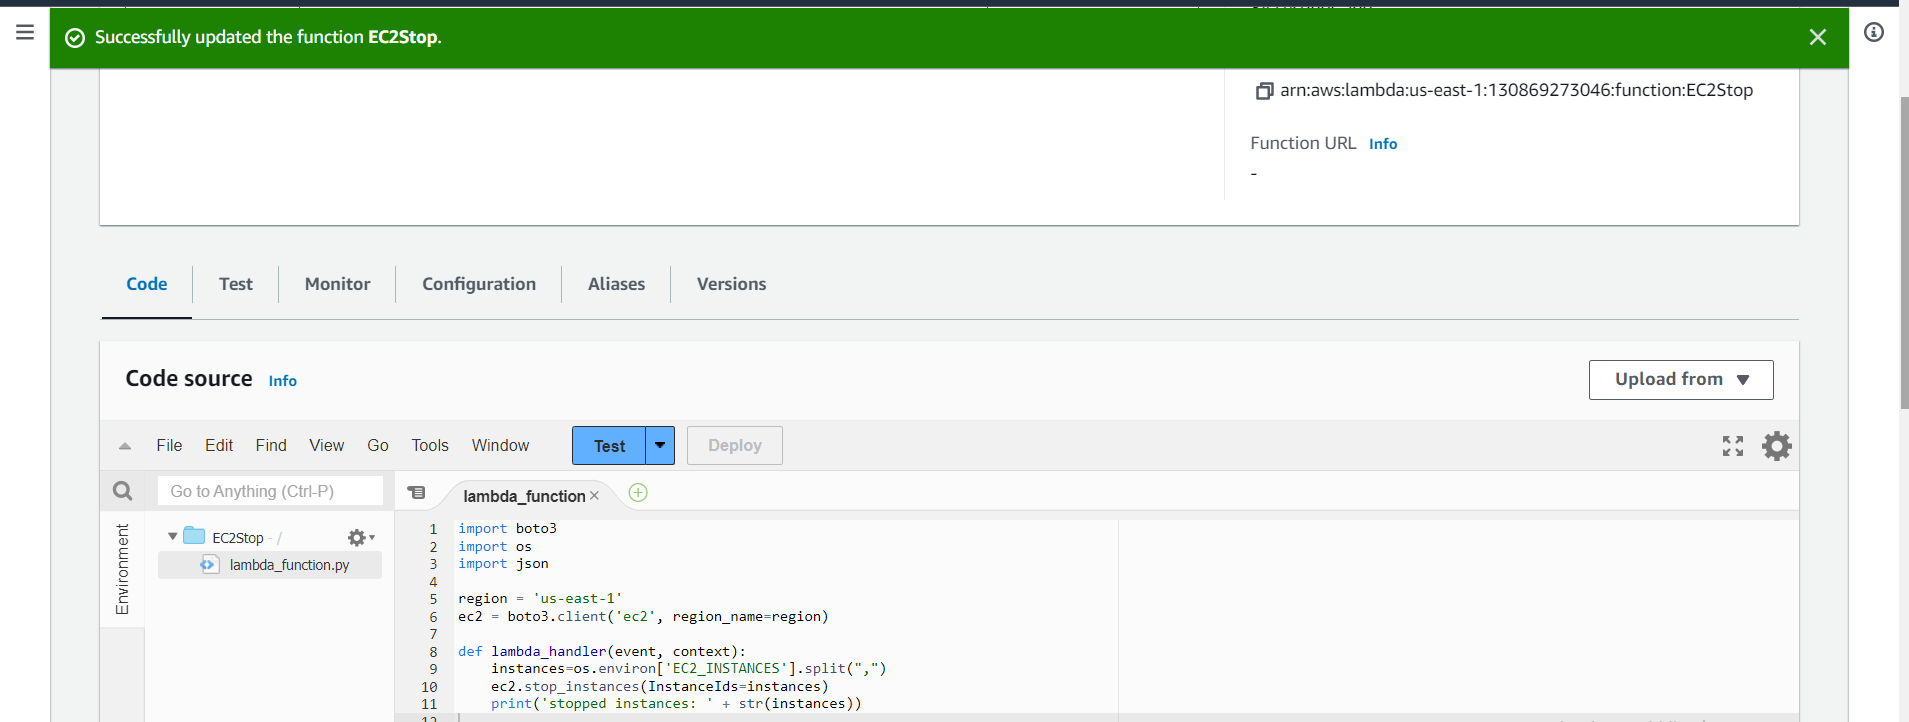 Successfully updated the function EC2Stop.
arn:aws:lambda:us-east-1:130869273046:function:EC2Stop
Function URL Info
-
Code Test Monitor Configuration Aliases Versions
Code source Info
Upload from
File Edit Find View Go Tools Window Test Deploy
Go to Anything (Ctrl-P)
lambda_function
Environment
EC2Stop - /
lambda_function.py
1 import boto3
2 import os
3 import json
4
5 region = 'us-east-1'
6 ec2 = boto3.client('ec2', region_name=region)
7
8 def lambda_handler(event, context):
9     instances=os.environ['EC2_INSTANCES'].split(",")
10     ec2.stop_instances(InstanceIds=instances)
11     print('stopped instances: ' + str(instances))
12